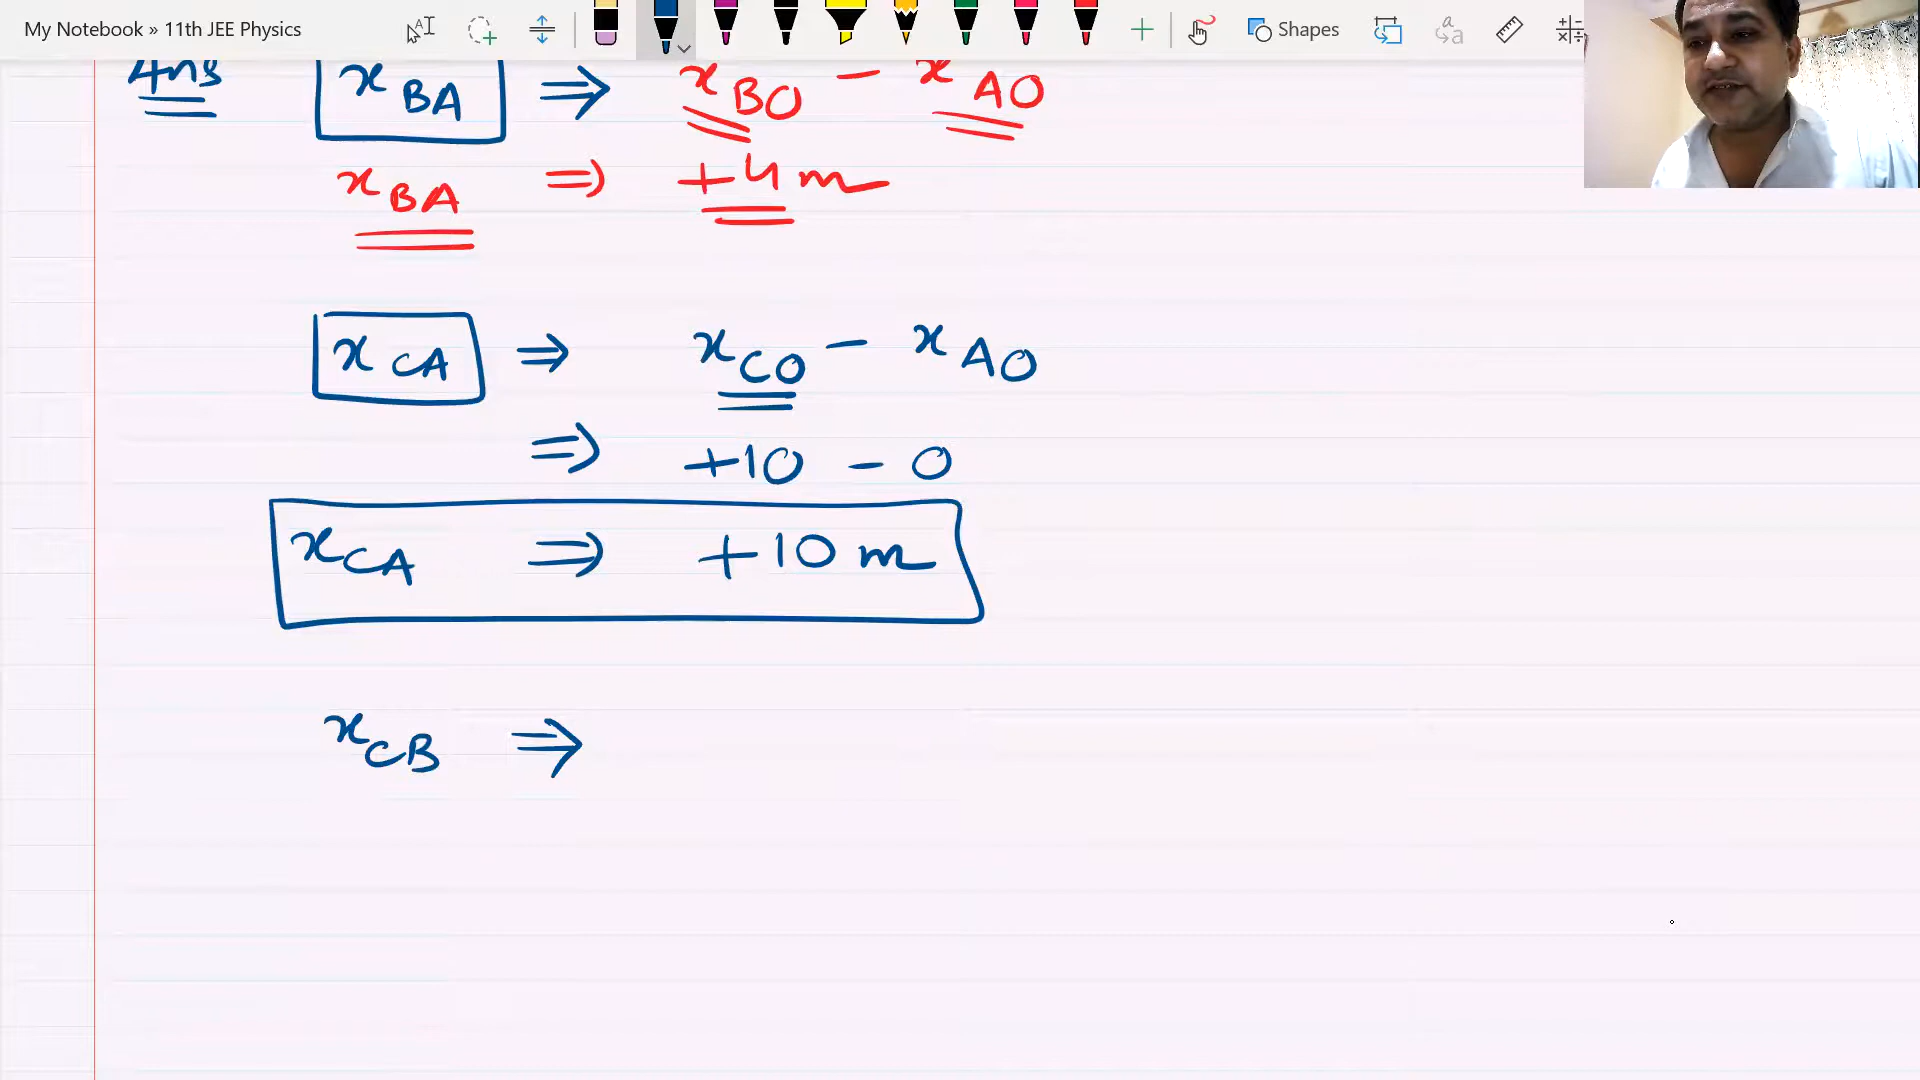 My Notebook » 11th JEE Physics
Shapes
Ans x BA ⇒ x BO − x AO
x BA ⇒ +4 m
x CA ⇒ x CO − x AO
⇒ +10 − 0
x CA ⇒ +10 m
x CB ⇒